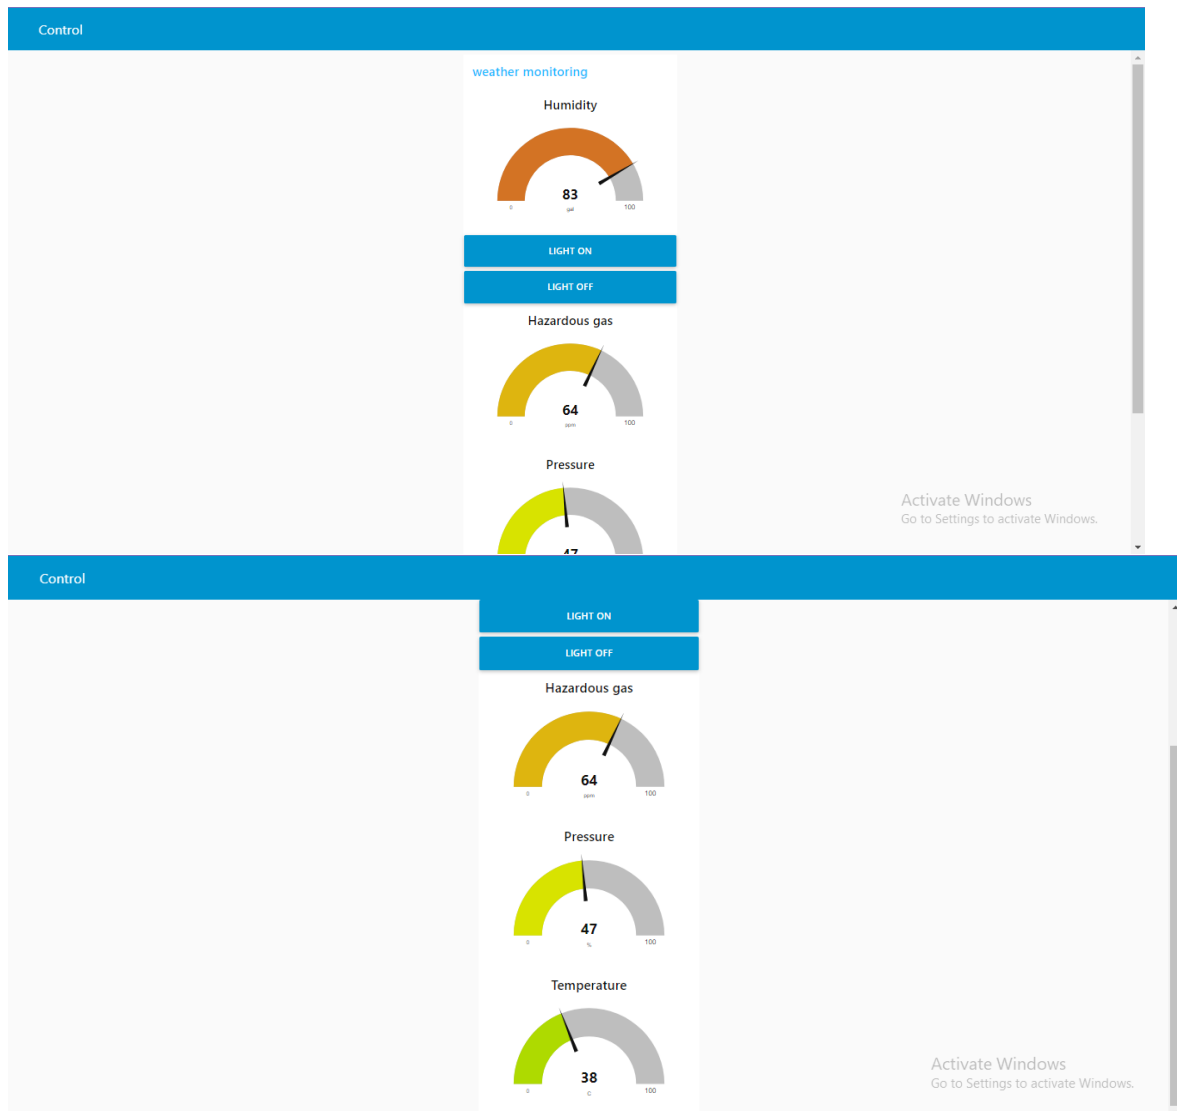 Control
weather monitoring
Humidity
83
gal
0 100
LIGHT ON
LIGHT OFF
Hazardous gas
64
ppm
0 100
Pressure
47
Activate Windows
Go to Settings to activate Windows.
Control
LIGHT ON
LIGHT OFF
Hazardous gas
64
ppm
0 100
Pressure
47
%
0 100
Temperature
38
C
0 100
Activate Windows
Go to Settings to activate Windows.